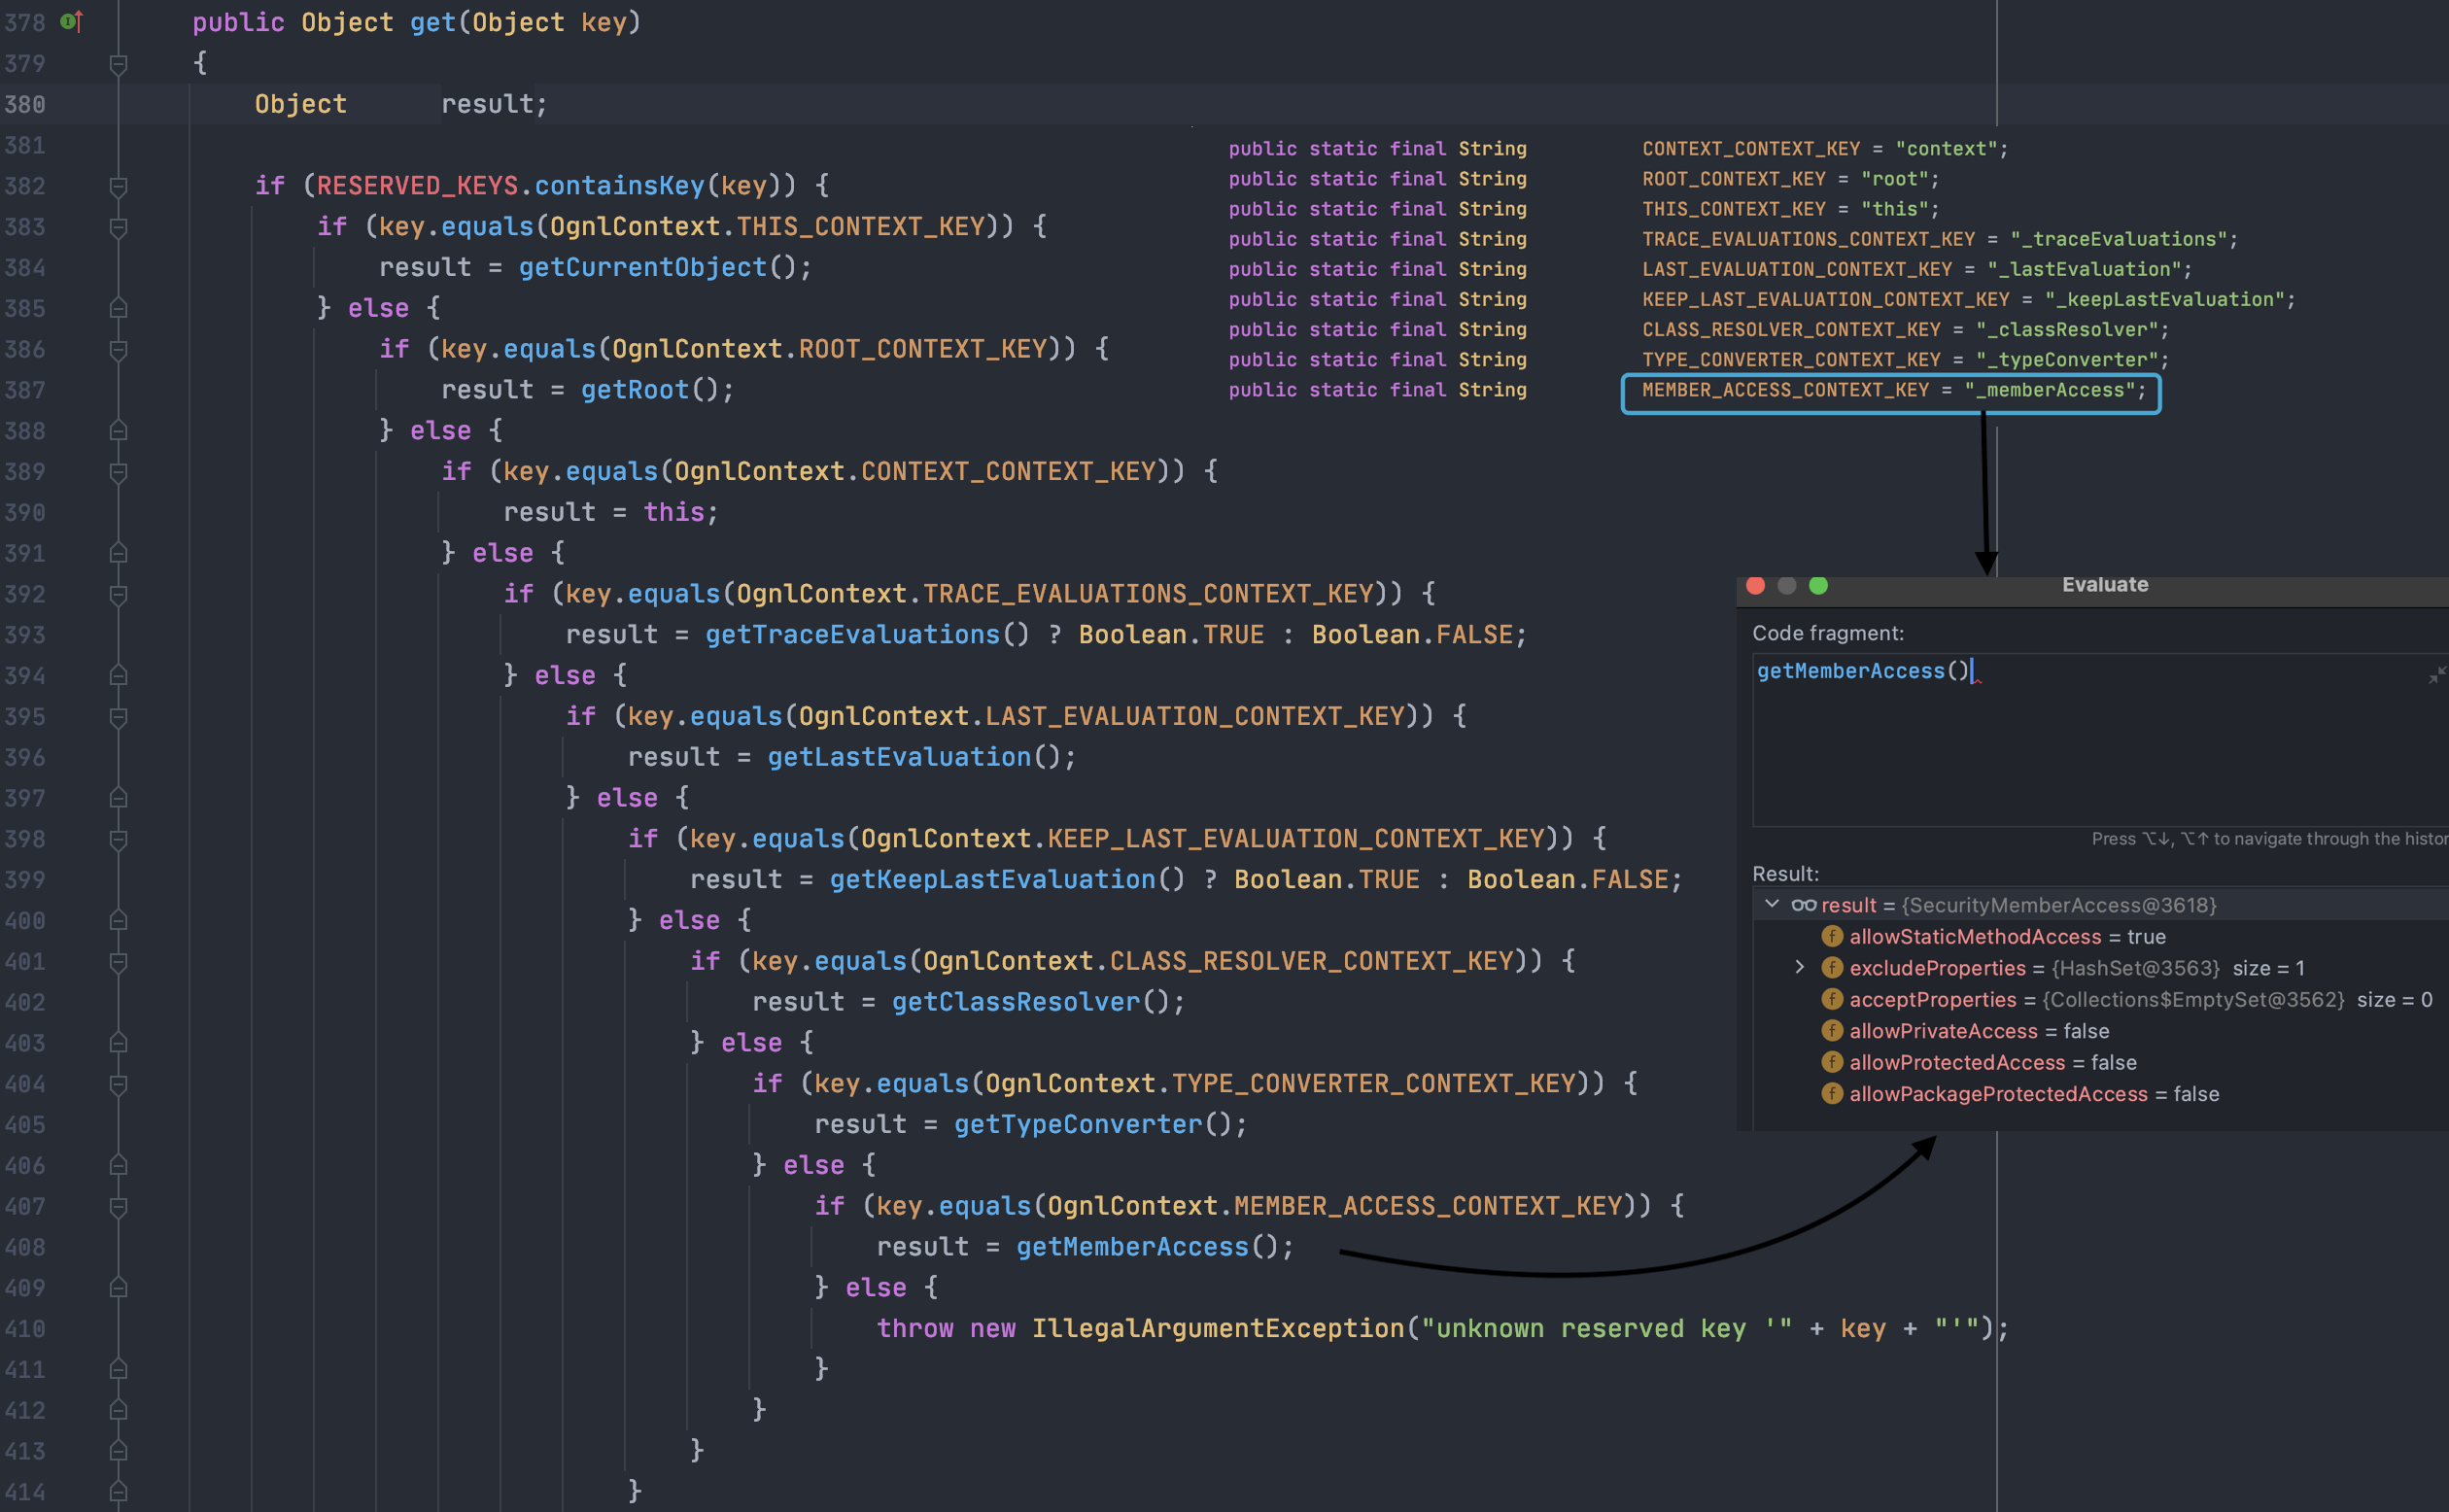 378 public Object get(Object key)
379 {
380 Object result;
381
382 if (RESERVED_KEYS.containsKey(key)) {
383 if (key.equals(OgnlContext.THIS_CONTEXT_KEY)) {
384 result = getCurrentObject();
385 } else {
386 if (key.equals(OgnlContext.ROOT_CONTEXT_KEY)) {
387 result = getRoot();
388 } else {
389 if (key.equals(OgnlContext.CONTEXT_CONTEXT_KEY)) {
390 result = this;
391 } else {
392 if (key.equals(OgnlContext.TRACE_EVALUATIONS_CONTEXT_KEY)) {
393 result = getTraceEvaluations() ? Boolean.TRUE : Boolean.FALSE;
394 } else {
395 if (key.equals(OgnlContext.LAST_EVALUATION_CONTEXT_KEY)) {
396 result = getLastEvaluation();
397 } else {
398 if (key.equals(OgnlContext.KEEP_LAST_EVALUATION_CONTEXT_KEY)) {
399 result = getKeepLastEvaluation() ? Boolean.TRUE : Boolean.FALSE;
400 } else {
401 if (key.equals(OgnlContext.CLASS_RESOLVER_CONTEXT_KEY)) {
402 result = getClassResolver();
403 } else {
404 if (key.equals(OgnlContext.TYPE_CONVERTER_CONTEXT_KEY)) {
405 result = getTypeConverter();
406 } else {
407 if (key.equals(OgnlContext.MEMBER_ACCESS_CONTEXT_KEY)) {
408 result = getMemberAccess();
409 } else {
410 throw new IllegalArgumentException("unknown reserved key '" + key + "'");
411 }
412 }
413 }
414 }
public static final String CONTEXT_CONTEXT_KEY = "context";
public static final String ROOT_CONTEXT_KEY = "root";
public static final String THIS_CONTEXT_KEY = "this";
public static final String TRACE_EVALUATIONS_CONTEXT_KEY = "_traceEvaluations";
public static final String LAST_EVALUATION_CONTEXT_KEY = "_lastEvaluation";
public static final String KEEP_LAST_EVALUATION_CONTEXT_KEY = "_keepLastEvaluation";
public static final String CLASS_RESOLVER_CONTEXT_KEY = "_classResolver";
public static final String TYPE_CONVERTER_CONTEXT_KEY = "_typeConverter";
public static final String MEMBER_ACCESS_CONTEXT_KEY = "_memberAccess";
Evaluate
Code fragment:
getMemberAccess()
Press ⌥↓, ⌥↑ to navigate through the histor
Result:
result = {SecurityMemberAccess@3618}
allowStaticMethodAccess = true
excludeProperties = {HashSet@3563} size = 1
acceptProperties = {Collections$EmptySet@3562} size = 0
allowPrivateAccess = false
allowProtectedAccess = false
allowPackageProtectedAccess = false